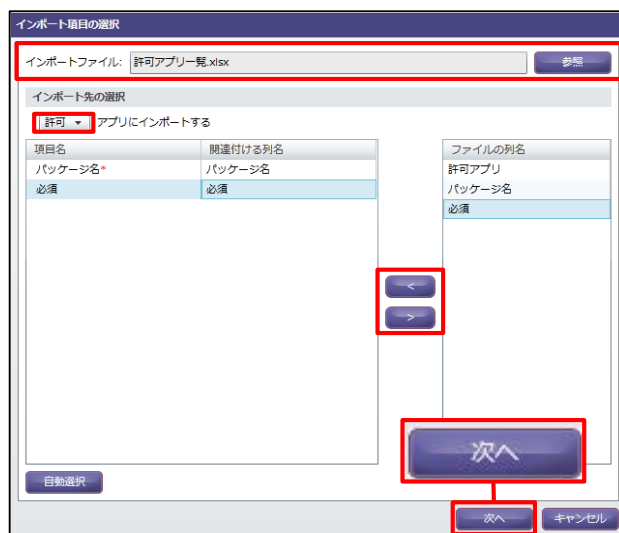 インポート項目の選択
インポートファイル: 許可アプリ一覧.xlsx 参照
インポート先の選択
許可 アプリにインポートする
項目名 関連付ける列名 ファイルの列名
パッケージ名* パッケージ名 許可アプリ
必須 必須 パッケージ名
必須
<
>
次へ
自動選択
次へ キャンセル